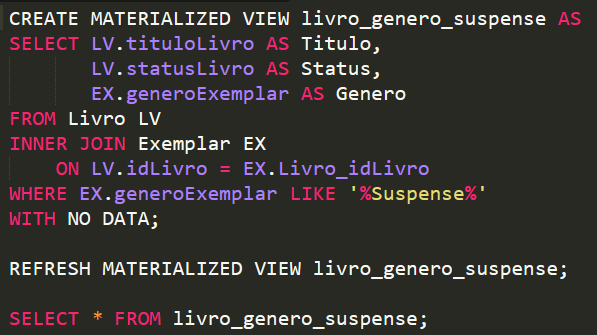 CREATE MATERIALIZED VIEW livro_genero_suspense AS
SELECT LV.tituloLivro AS Titulo,
LV.statusLivro AS Status,
EX.generoExemplar AS Genero
FROM Livro LV
INNER JOIN Exemplar EX
ON LV.idLivro = EX.Livro_idLivro
WHERE EX.generoExemplar LIKE '%Suspense%'
WITH NO DATA;
REFRESH MATERIALIZED VIEW livro_genero_suspense;
SELECT * FROM livro_genero_suspense;